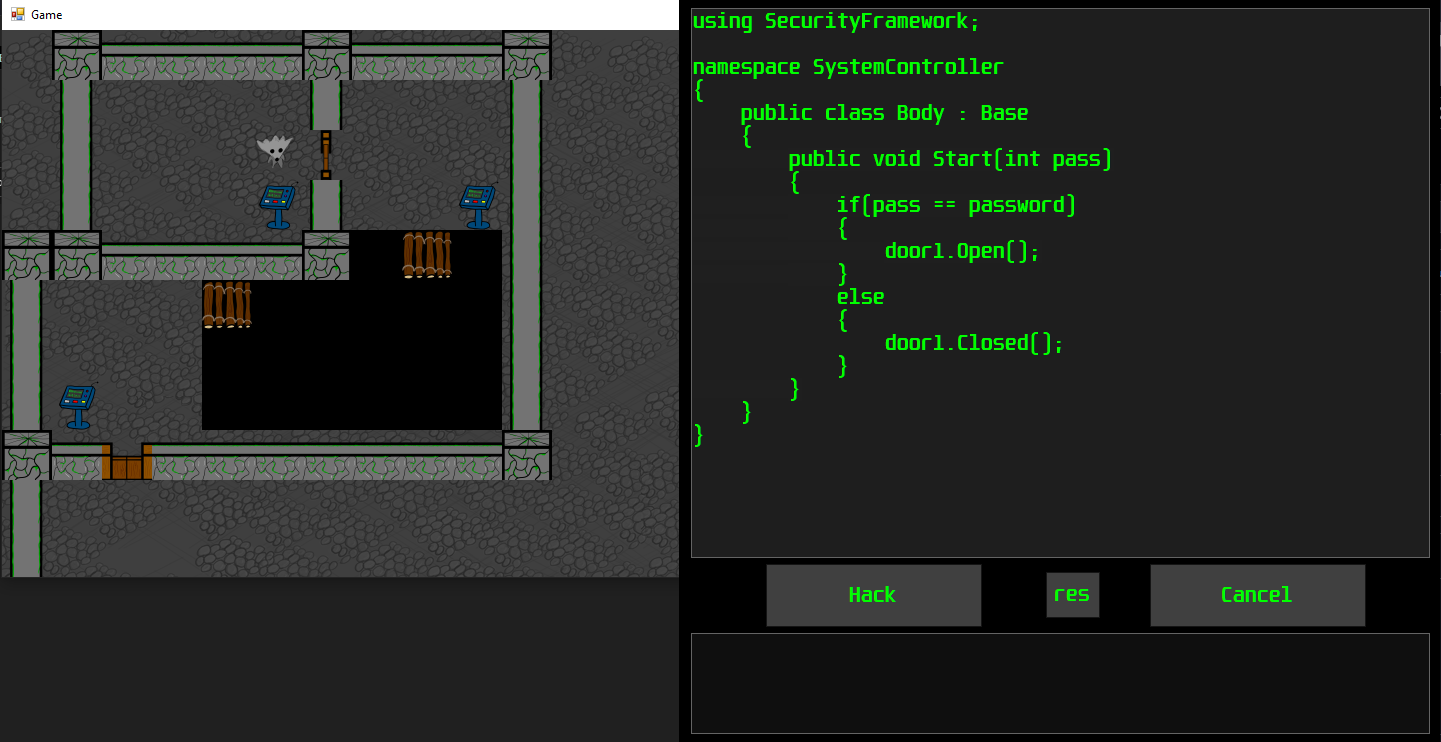 Game
using SecurityFramework;
namespace SystemController
{
    public class Body : Base
    {
        public void Start(int pass)
        {
            if(pass == password)
            {
                door1.Open();
            }
            else
            {
                door1.Closed();
            }
        }
    }
}
Hack
res
Cancel